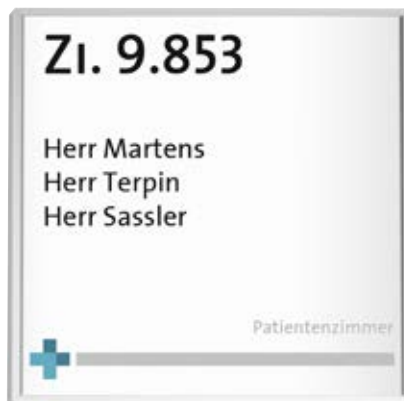 Zi. 9.853
Herr Martens
Herr Terpin
Herr Sassler
Patientenzimmer